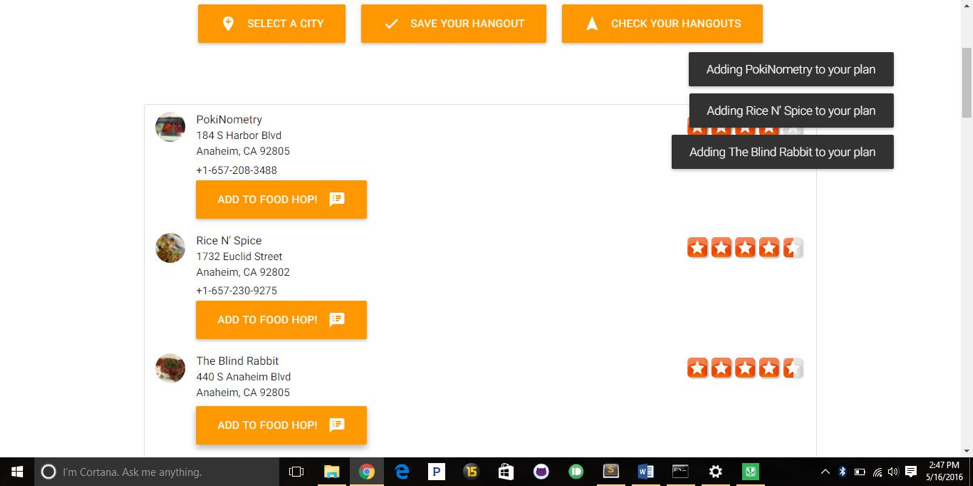 SELECT A CITY
SAVE YOUR HANGOUT
CHECK YOUR HANGOUTS
Adding PokiNometry to your plan
Adding Rice N' Spice to your plan
Adding The Blind Rabbit to your plan
PokiNometry
184 S Harbor Blvd
Anaheim, CA 92805
+1-657-208-3488
ADD TO FOOD HOP!
Rice N' Spice
1732 Euclid Street
Anaheim, CA 92802
+1-657-230-9275
ADD TO FOOD HOP!
The Blind Rabbit
440 S Anaheim Blvd
Anaheim, CA 92805
ADD TO FOOD HOP!
I'm Cortana. Ask me anything.
P
15
2:47 PM
5/16/2016